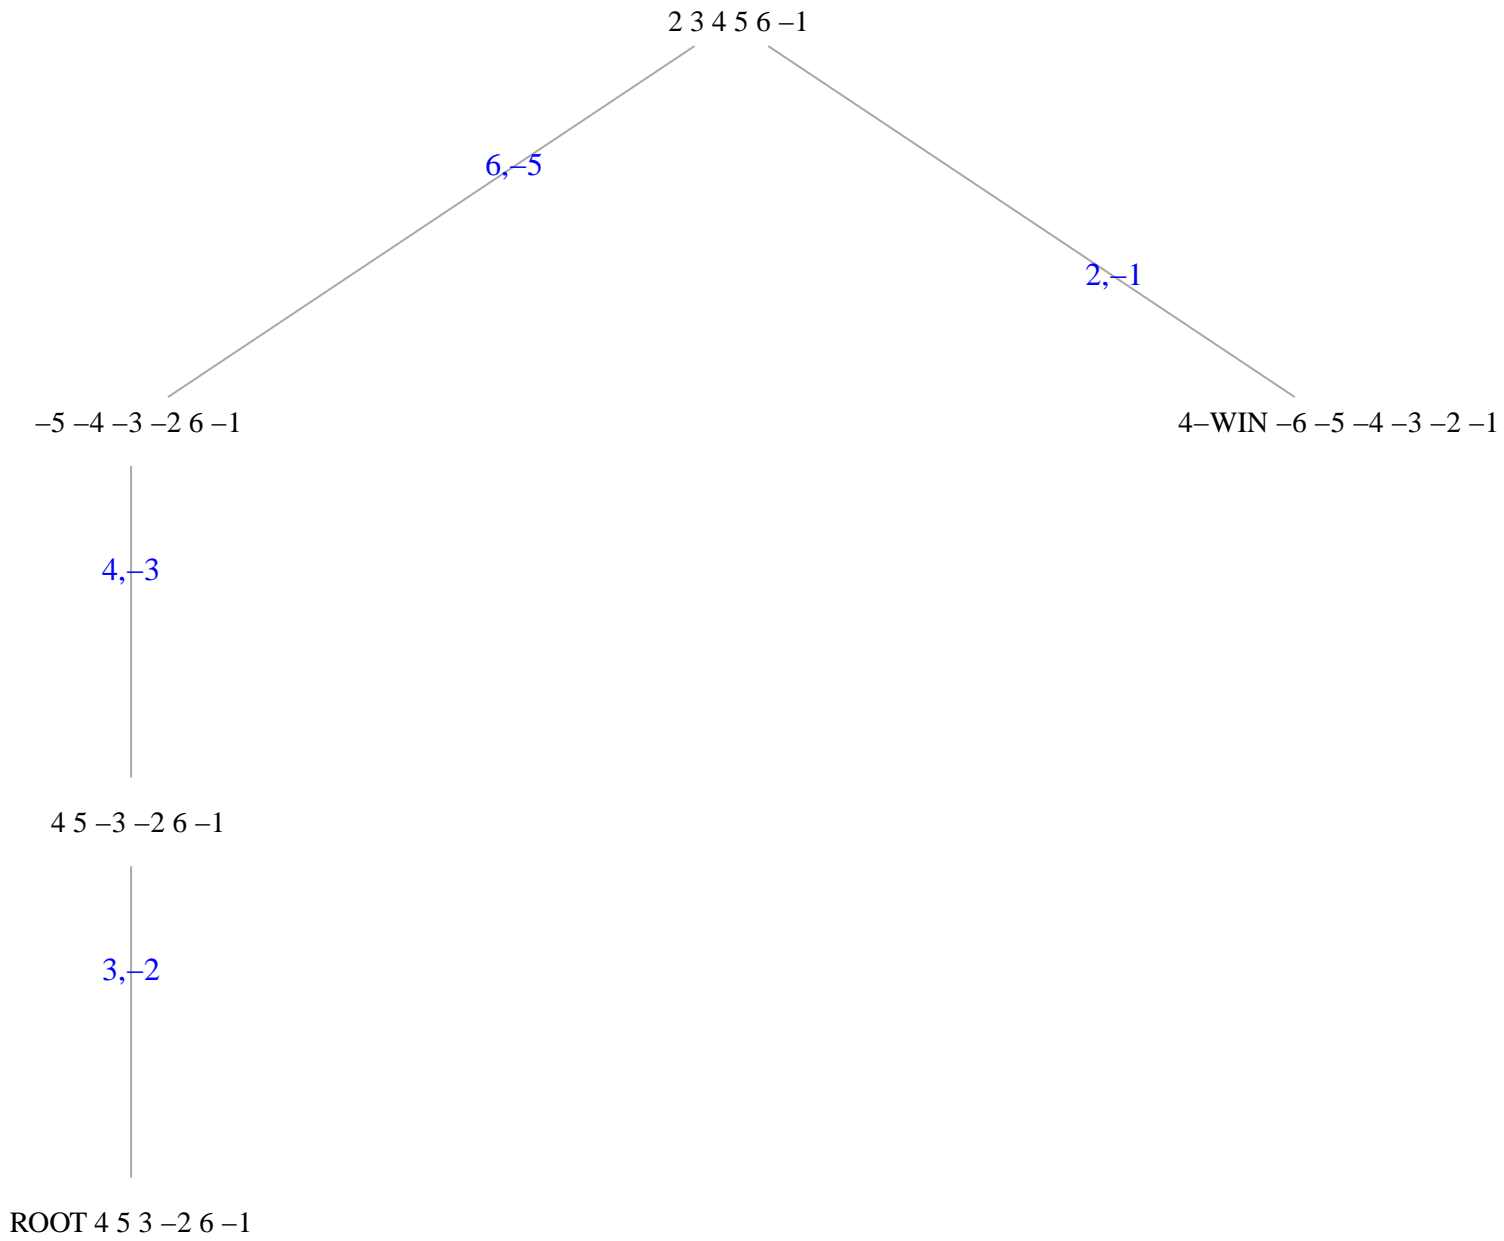 2 3 4 5 6 –1
6,–5
2,–1
–5 –4 –3 –2 6 –1
4–WIN –6 –5 –4 –3 –2 –1
4,–3
4 5 –3 –2 6 –1
3,–2
ROOT 4 5 3 –2 6 –1